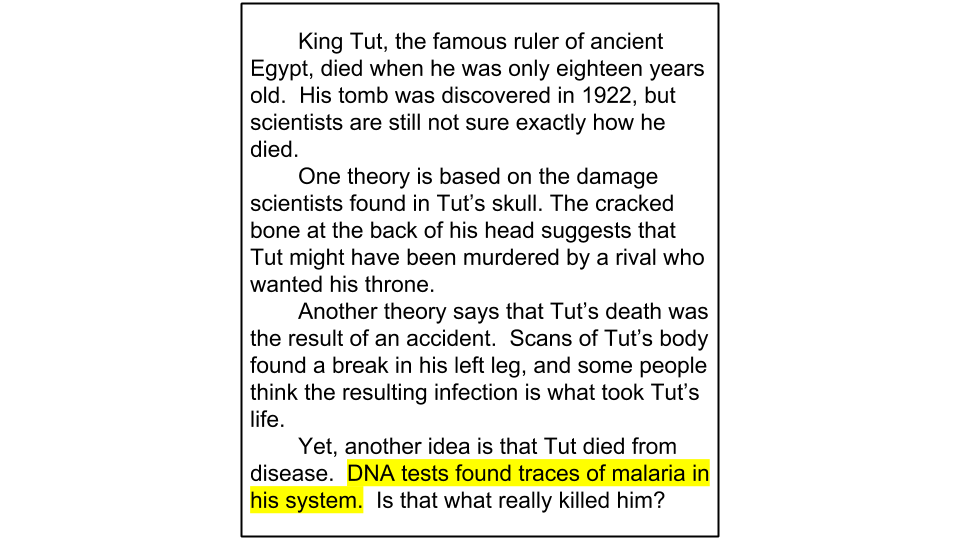 King Tut, the famous ruler of ancient
Egypt, died when he was only eighteen years
old.  His tomb was discovered in 1922, but
scientists are still not sure exactly how he
died.
One theory is based on the damage
scientists found in Tut’s skull. The cracked
bone at the back of his head suggests that
Tut might have been murdered by a rival who
wanted his throne.
Another theory says that Tut’s death was
the result of an accident.  Scans of Tut’s body
found a break in his left leg, and some people
think the resulting infection is what took Tut’s
life.
Yet, another idea is that Tut died from
disease.  DNA tests found traces of malaria in
his system.  Is that what really killed him?